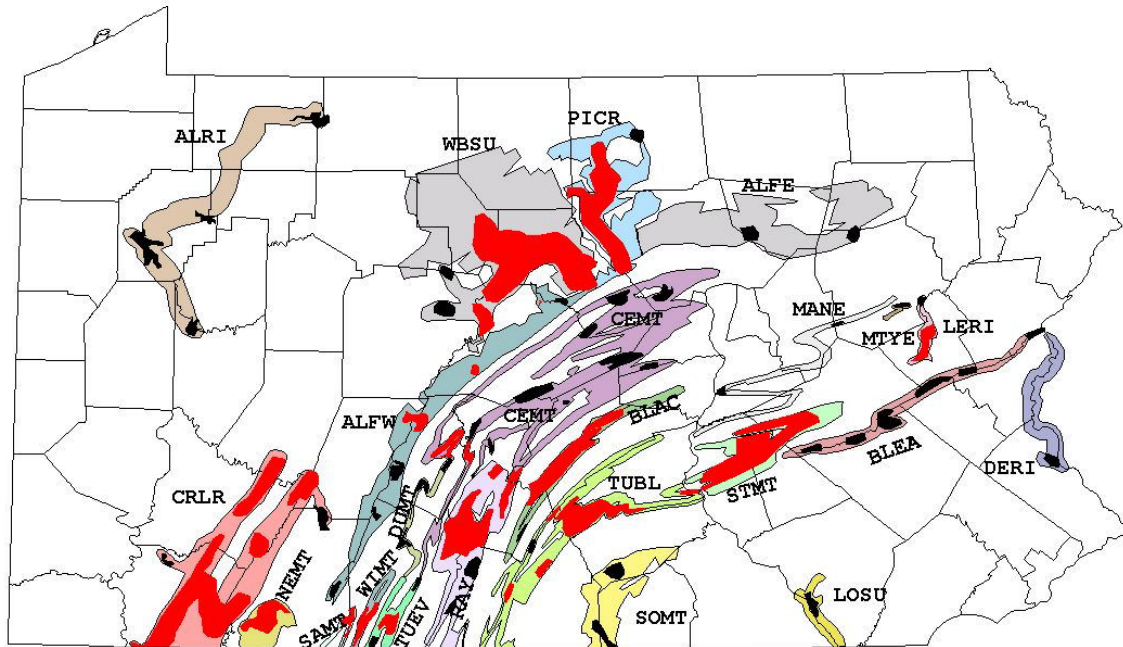 PICR
ALRI
WBSU
ALFE
MANE
CEMT
LERI
MTYE
BLAC
CEMT
ALFW
BLEA
DERI
CRLR
TUBL
STMT
DUMT
WIMT
NEMT
RAY
LOSU
SAMT
TUEV
SOMT